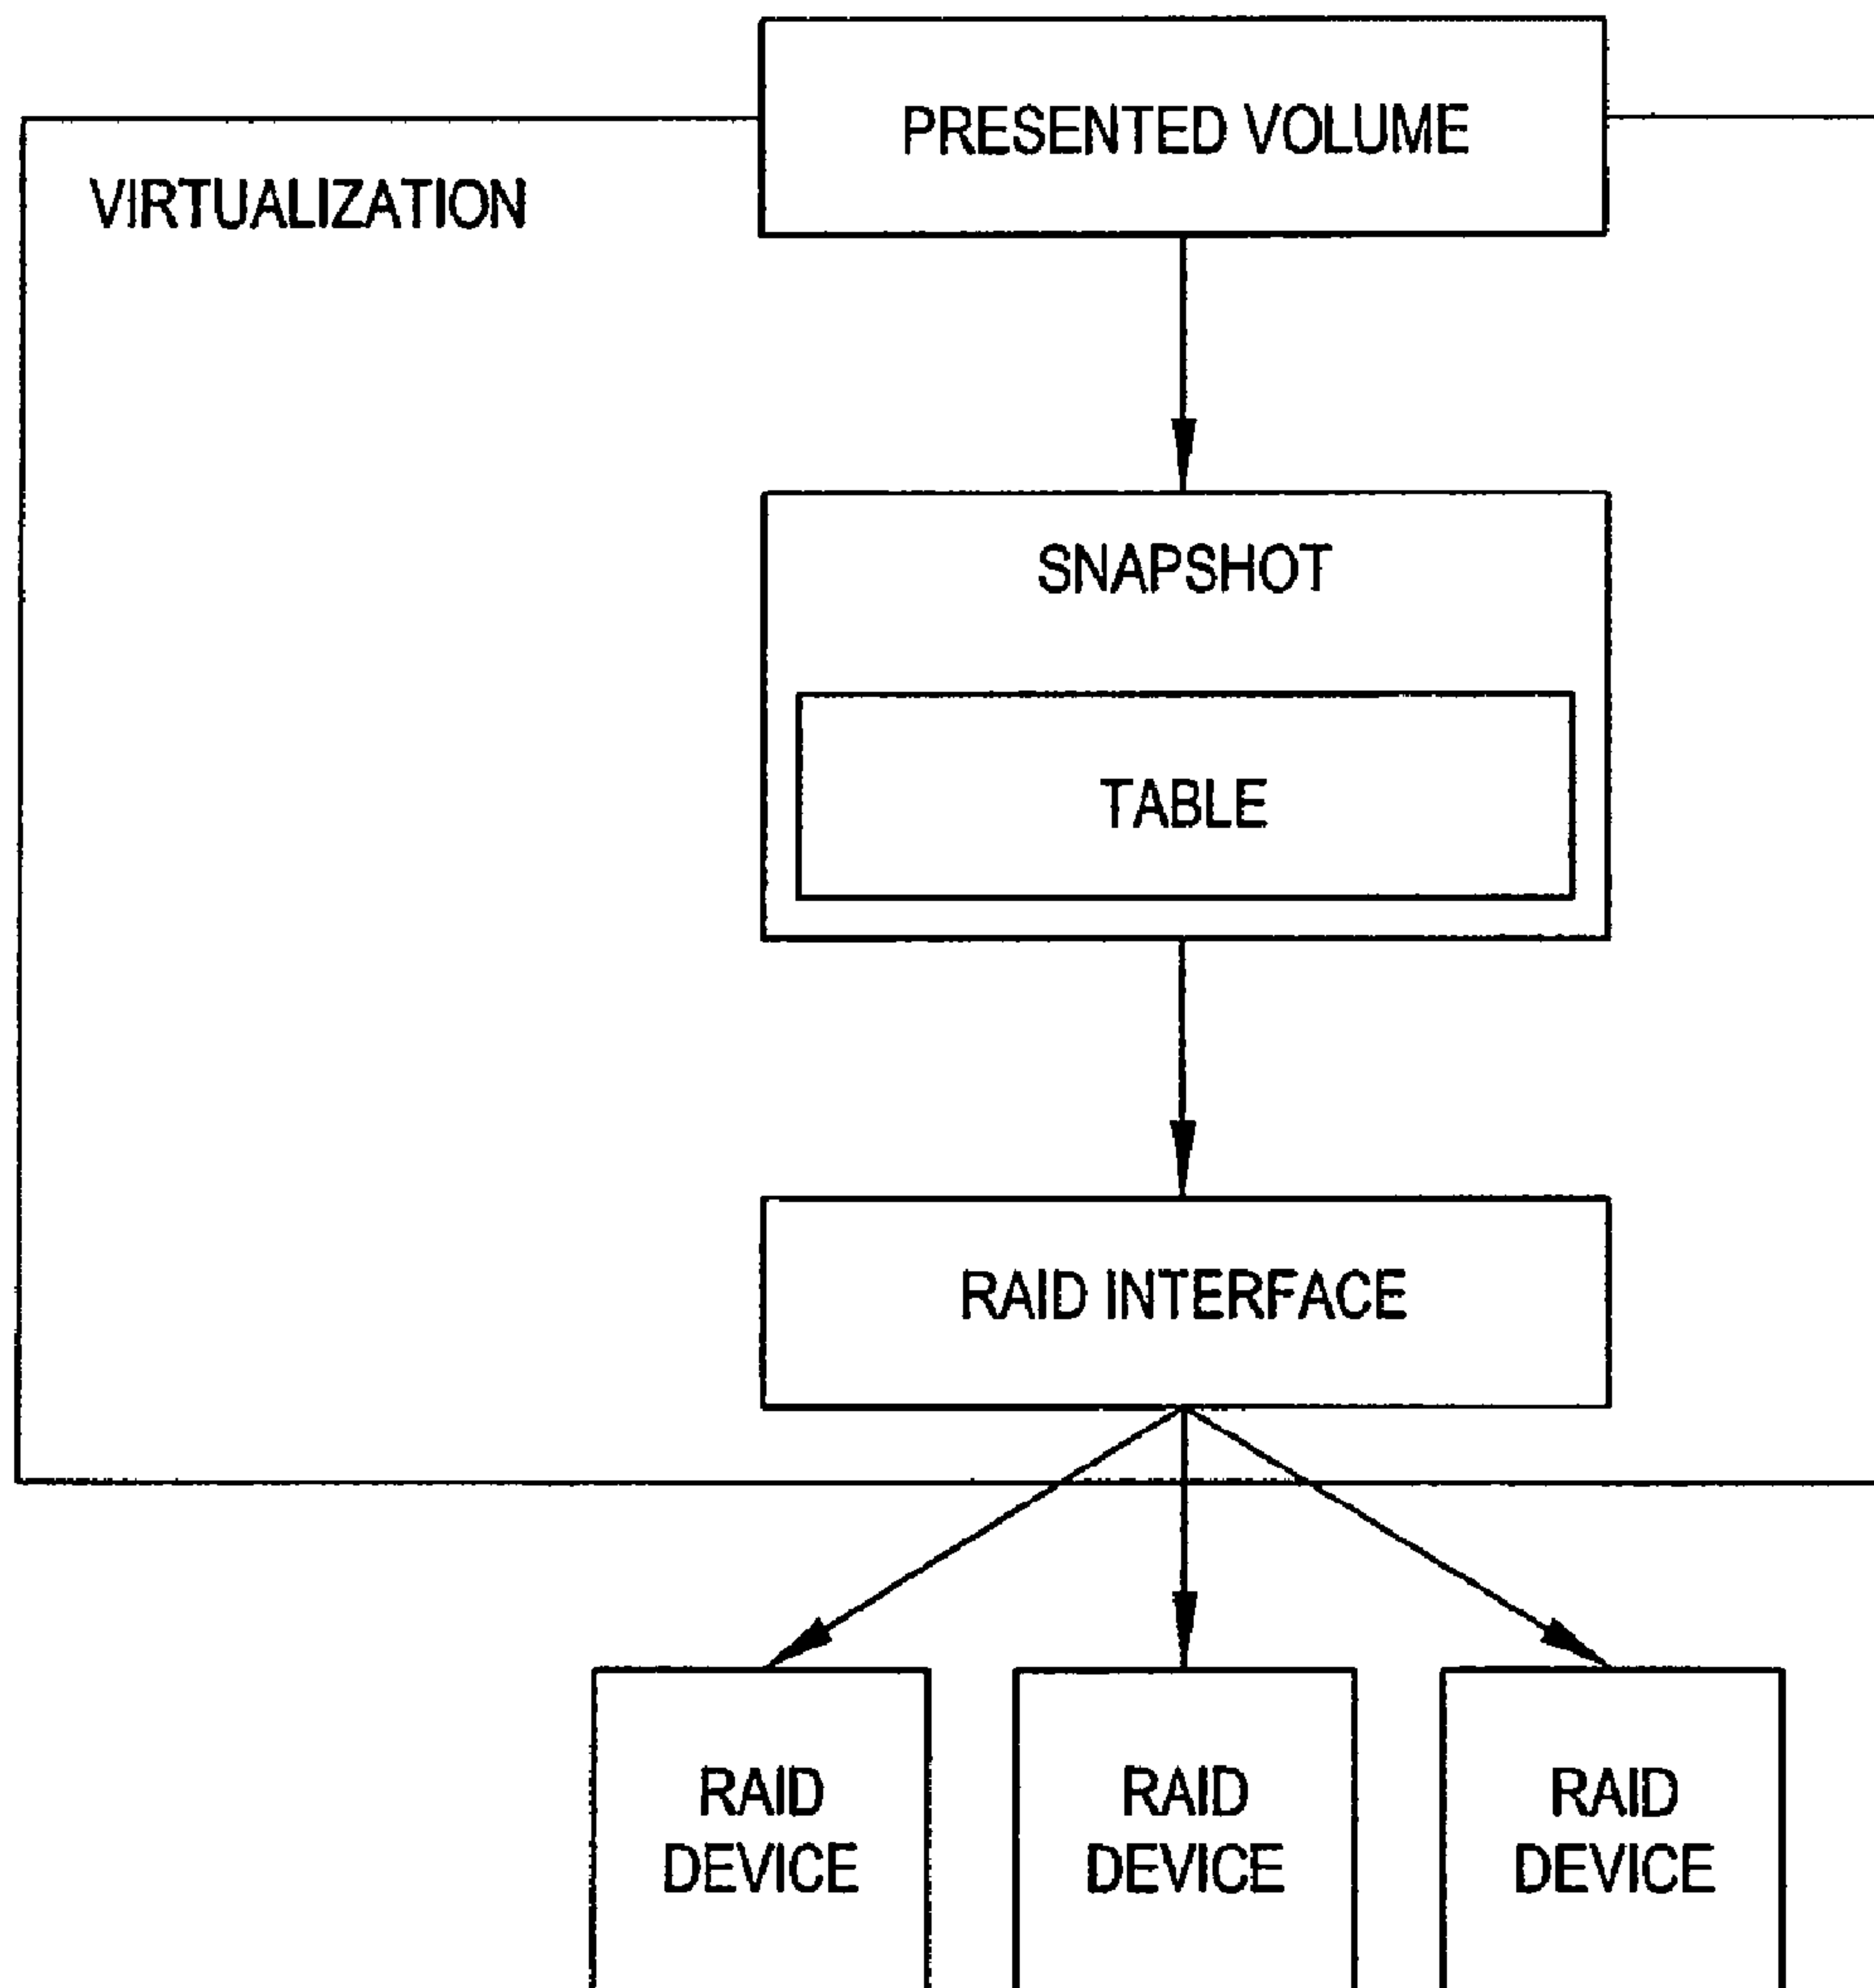 PRESENTED VOLUME
VIRTUALIZATION
SNAPSHOT
TABLE
RAID INTERFACE
RAID
DEVICE
RAID
DEVICE
RAID
DEVICE